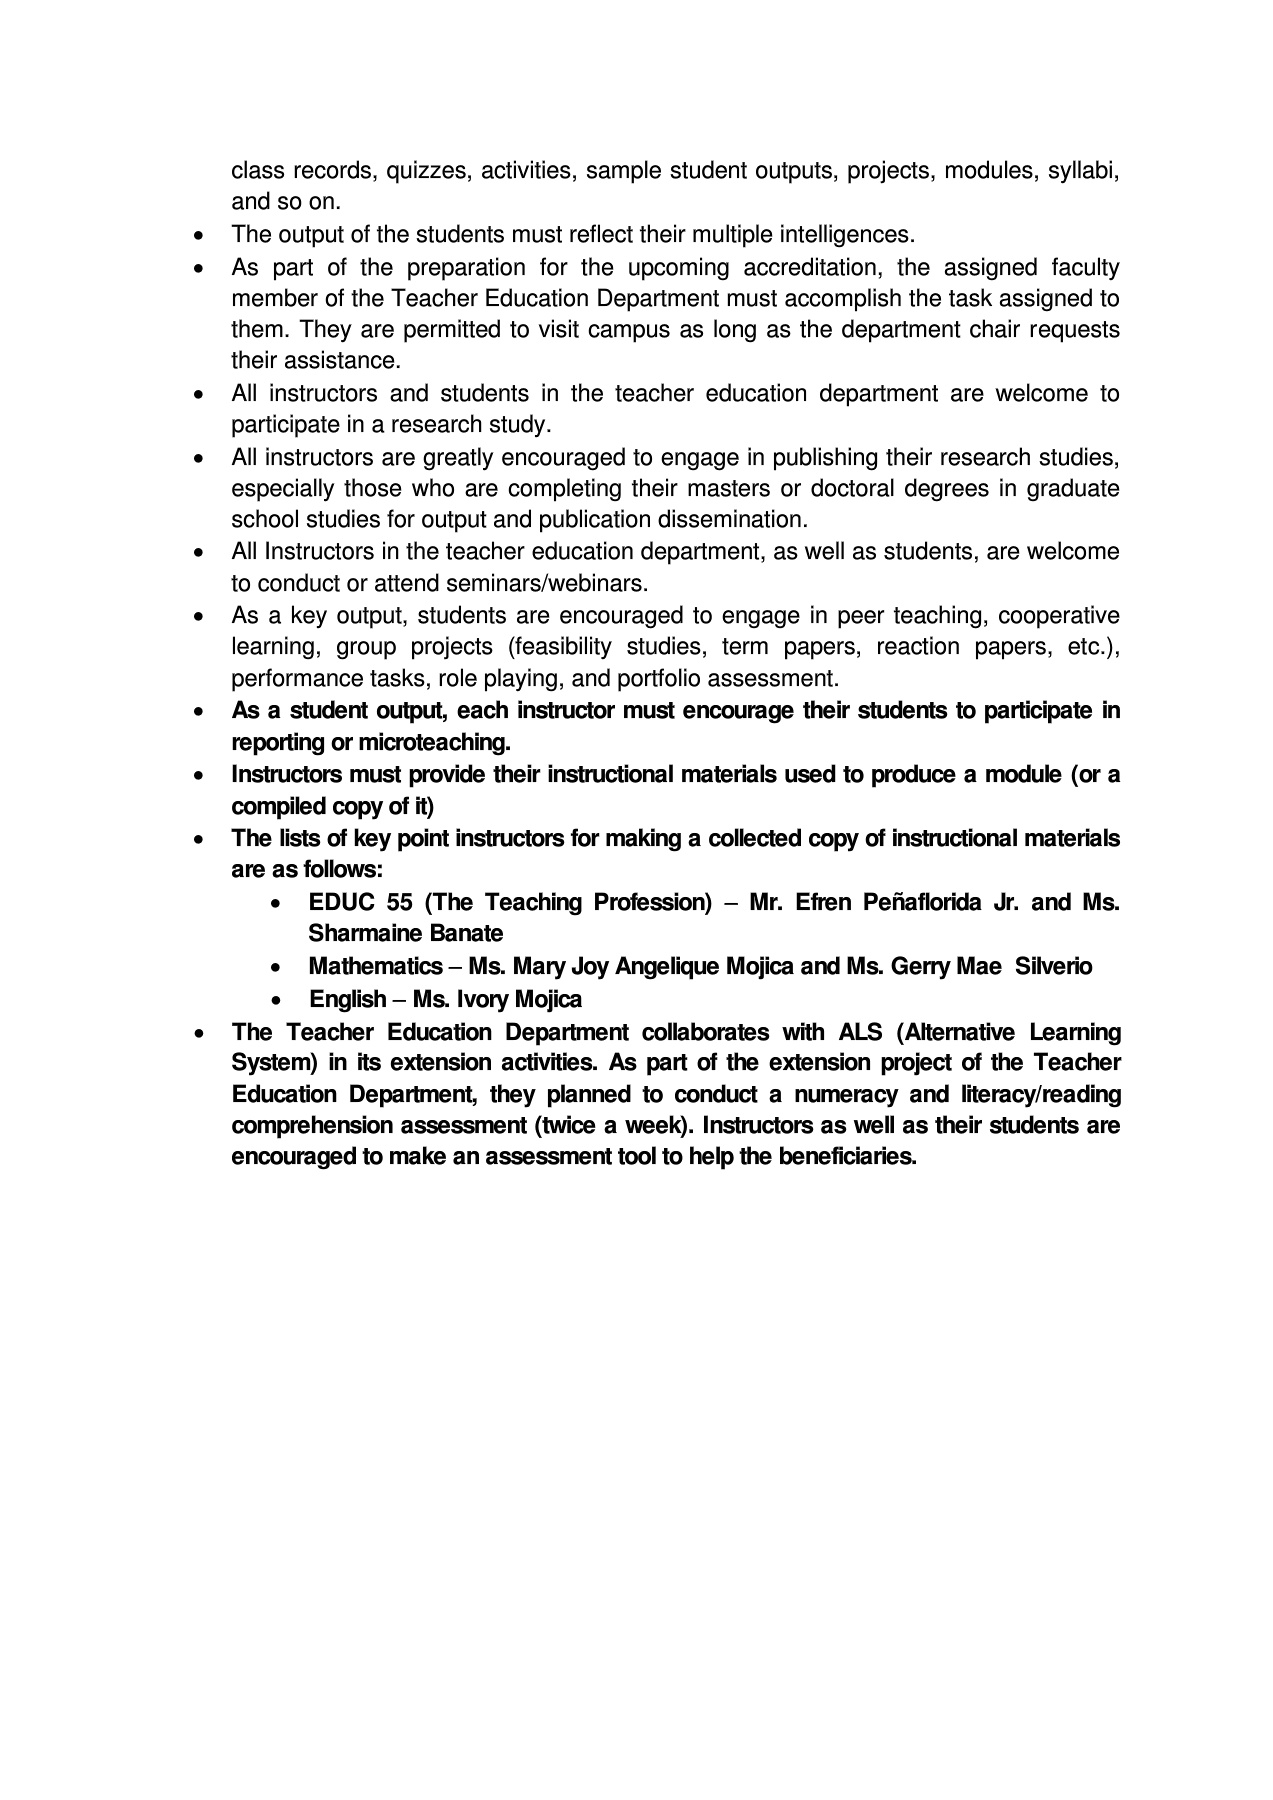 class records, quizzes, activities, sample student outputs, projects, modules, syllabi,
and so on.
• The output of the students must reflect their multiple intelligences.
• As part of the preparation for the upcoming accreditation, the assigned faculty
member of the Teacher Education Department must accomplish the task assigned to
them. They are permitted to visit campus as long as the department chair requests
their assistance.
• All instructors and students in the teacher education department are welcome to
participate in a research study.
• All instructors are greatly encouraged to engage in publishing their research studies,
especially those who are completing their masters or doctoral degrees in graduate
school studies for output and publication dissemination.
• All Instructors in the teacher education department, as well as students, are welcome
to conduct or attend seminars/webinars.
• As a key output, students are encouraged to engage in peer teaching, cooperative
learning, group projects (feasibility studies, term papers, reaction papers, etc.),
performance tasks, role playing, and portfolio assessment.
• As a student output, each instructor must encourage their students to participate in
reporting or microteaching.
• Instructors must provide their instructional materials used to produce a module (or a
compiled copy of it)
• The lists of key point instructors for making a collected copy of instructional materials
are as follows:
• EDUC 55 (The Teaching Profession) – Mr. Efren Peñaflorida Jr. and Ms.
Sharmaine Banate
• Mathematics – Ms. Mary Joy Angelique Mojica and Ms. Gerry Mae Silverio
• English – Ms. Ivory Mojica
• The Teacher Education Department collaborates with ALS (Alternative Learning
System) in its extension activities. As part of the extension project of the Teacher
Education Department, they planned to conduct a numeracy and literacy/reading
comprehension assessment (twice a week). Instructors as well as their students are
encouraged to make an assessment tool to help the beneficiaries.